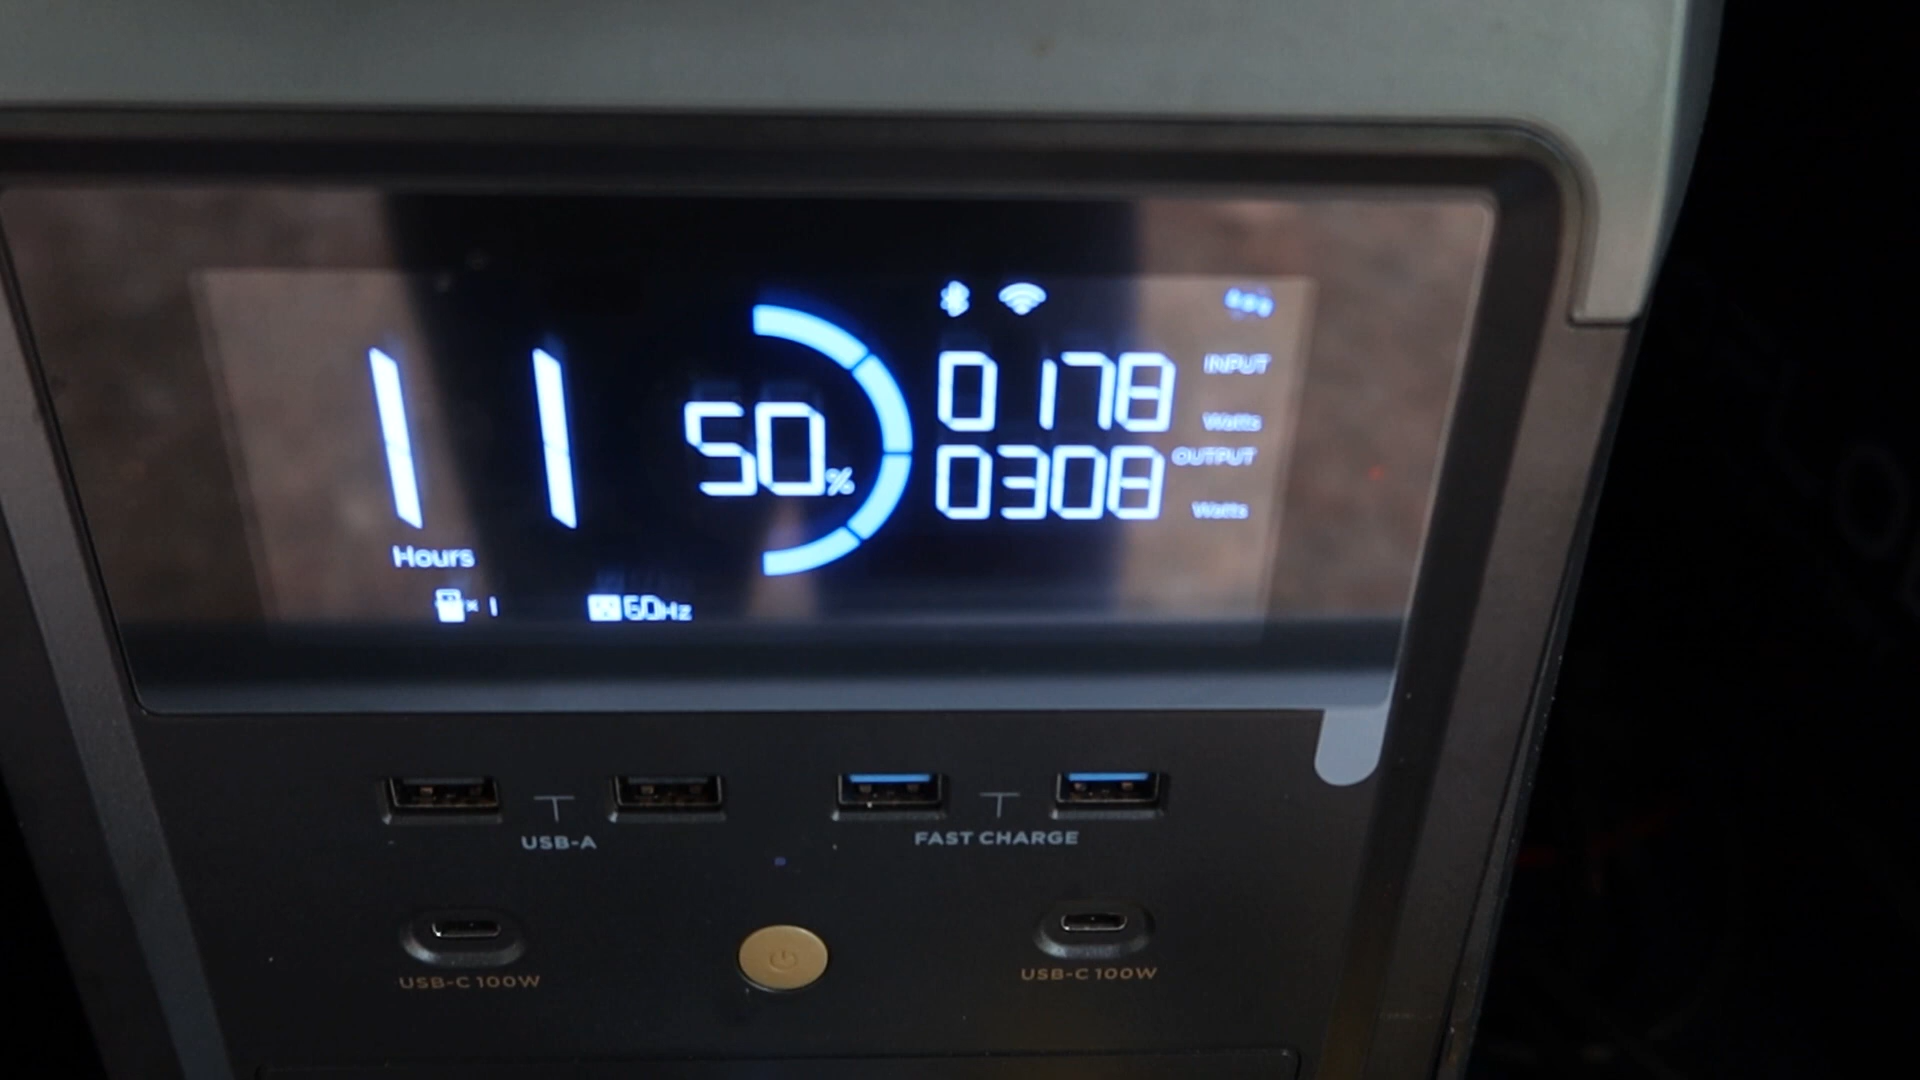 11
Hours
50%
0178 INPUT Watts
0308 OUTPUT Watts
× 1
60Hz
USB-A
FAST CHARGE
USB-C 100W
USB-C 100W